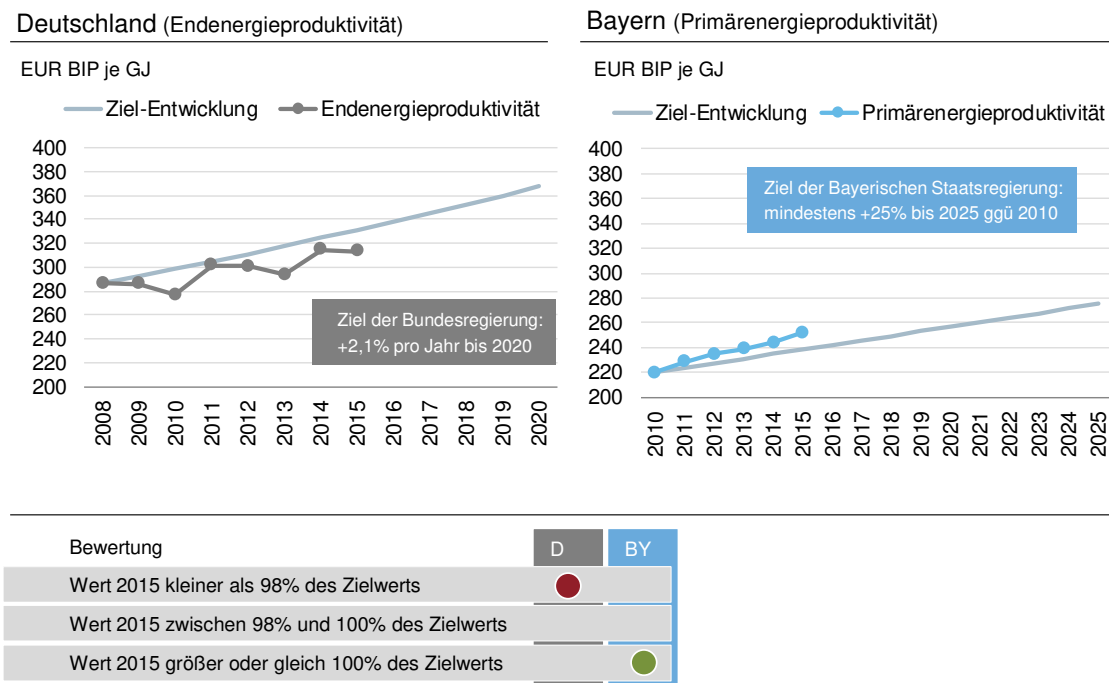 Deutschland (Endenergieproduktivität)
EUR BIP je GJ
Ziel-Entwicklung Endenergieproduktivität
400
380
360
340
320
300
280
260
240
220
200
Ziel der Bundesregierung:
+2,1% pro Jahr bis 2020
2008 2009 2010 2011 2012 2013 2014 2015 2016 2017 2018 2019 2020
Bayern (Primärenergieproduktivität)
EUR BIP je GJ
Ziel-Entwicklung Primärenergieproduktivität
400
380
360
340
320
300
280
260
240
220
200
Ziel der Bayerischen Staatsregierung:
mindestens +25% bis 2025 ggü 2010
2010 2011 2012 2013 2014 2015 2016 2017 2018 2019 2020 2021 2022 2023 2024 2025
Bewertung D BY
Wert 2015 kleiner als 98% des Zielwerts
Wert 2015 zwischen 98% und 100% des Zielwerts
Wert 2015 größer oder gleich 100% des Zielwerts